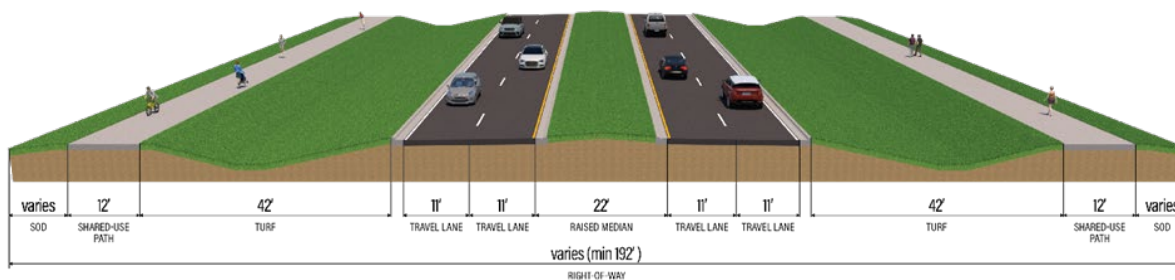 varies 12' 42' 11' 11' 22' 11' 11' 42' 12' varies
SOD SHARED-USE PATH TURF TRAVEL LANE TRAVEL LANE RAISED MEDIAN TRAVEL LANE TRAVEL LANE TURF SHARED-USE PATH SOD
varies (min 192')
RIGHT-OF-WAY